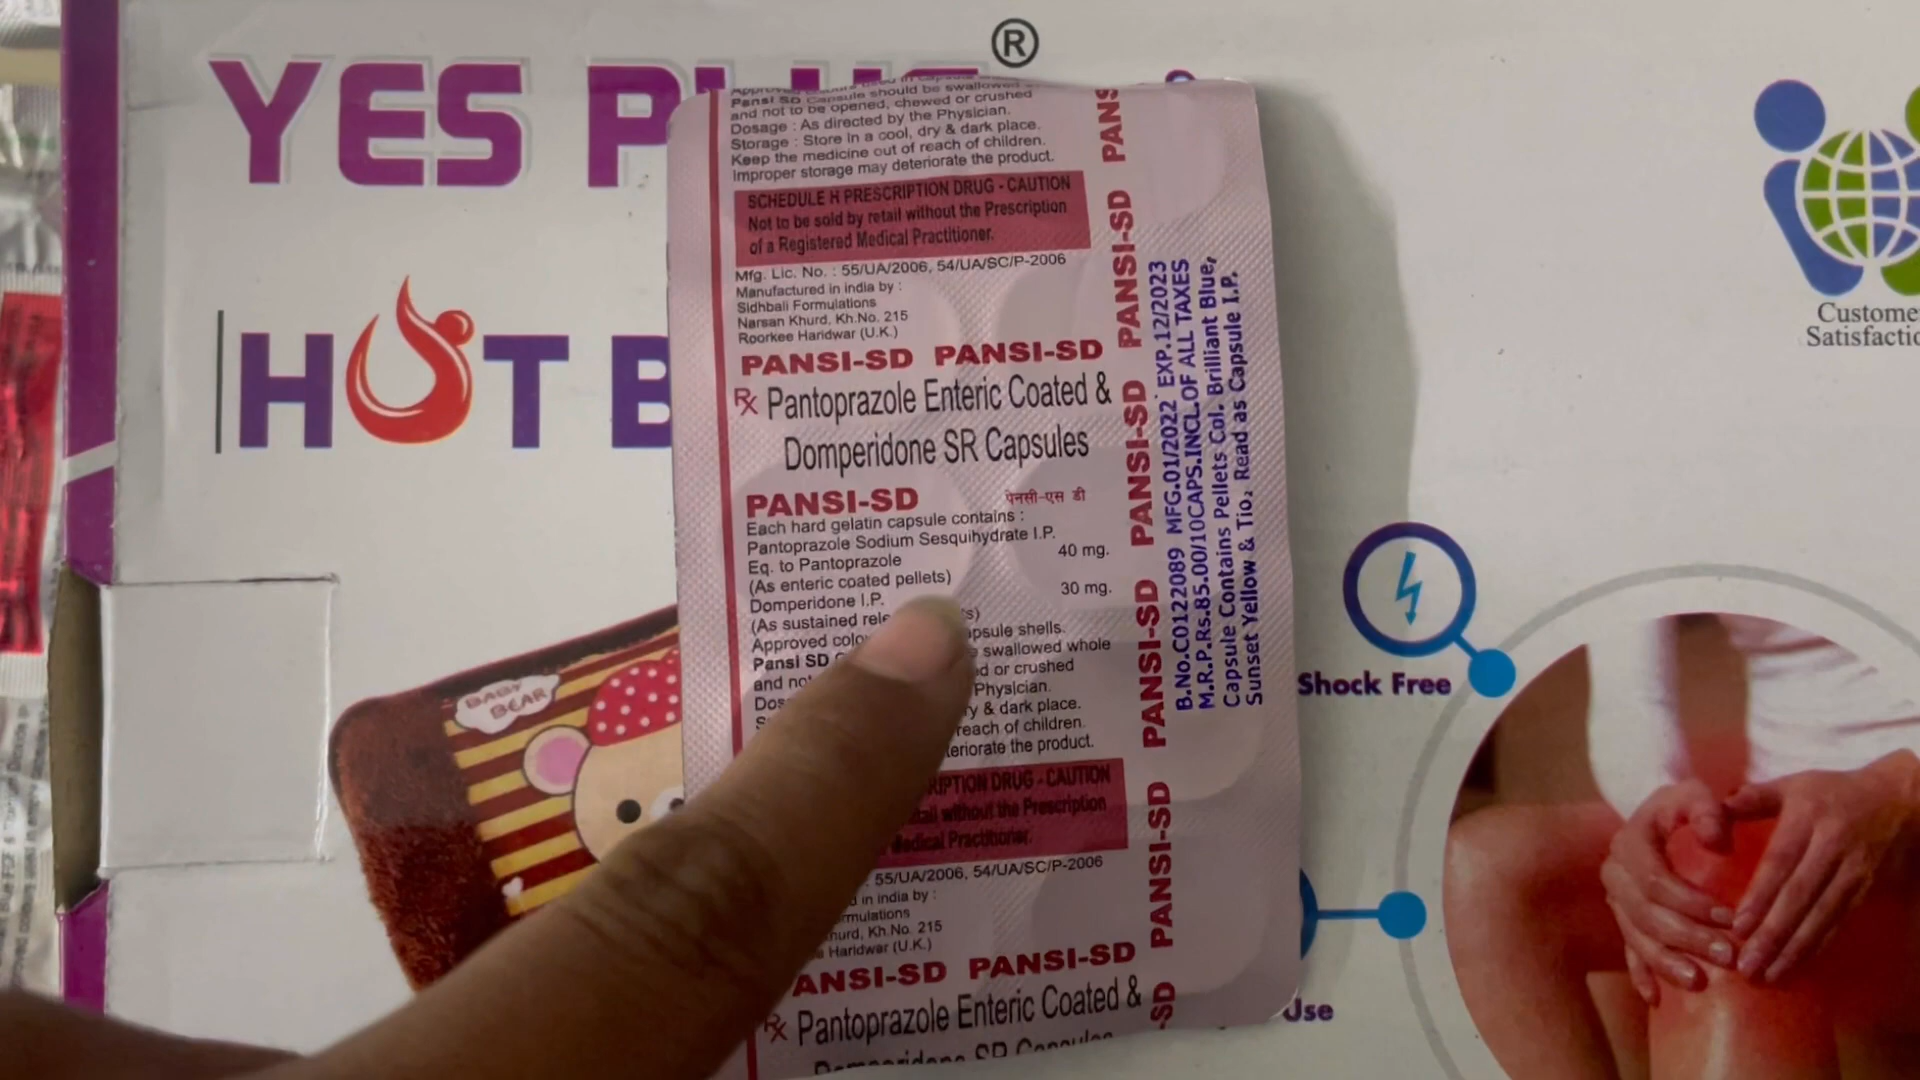 YES
®
Pansi SD Capsule should be swallowed
and not to be opened, chewed or crushed
Dosage : As directed by the Physician.
Storage : Store in a cool, dry & dark place.
Keep the medicine out of reach of children.
Improper storage may deteriorate the product.
SCHEDULE H PRESCRIPTION DRUG - CAUTION
Not to be sold by retail without the Prescription
of a Registered Medical Practitioner.
Mfg. Lic. No. : 55/UA/2006, 54/UA/SC/P-2006
Manufactured in india by :
Sidhbali Formulations
Narsan Khurd, Kh.No. 215
Roorkee Haridwar (U.K.)
PANSI-SD PANSI-SD
Rx Pantoprazole Enteric Coated &
Domperidone SR Capsules
PANSI-SD पेनसी-एस डी
Each hard gelatin capsule contains :
Pantoprazole Sodium Sesquihydrate I.P.
Eq. to Pantoprazole 40 mg.
(As enteric coated pellets)
Domperidone I.P. 30 mg.
(As sustained
Approved capsule shells.
Pansi SD swallowed whole
and or crushed
Physician.
& dark place.
reach of children.
the product.
DRUG - CAUTION
without the Prescription
Medical Practitioner.
55/UA/2006, 54/UA/SC/P-2006
in india by :
Kh.No. 215
Haridwar (U.K.)
PANSI-SD PANSI-SD
Rx Pantoprazole Enteric Coated &
PANSI-SD PANSI-SD PANSI-SD PANSI-SD
B.No.C0122089 MFG.01/2022 EXP.12/2023
M.R.P.Rs.85.00/10CAPS.INCL.OF ALL TAXES
Capsule Contains Pellets Col. Brilliant Blue,
Sunset Yellow & Tio, Read as Capsule I.P.
HOT
BABY
BEAR
Shock Free
Use
Customer
Satisfaction